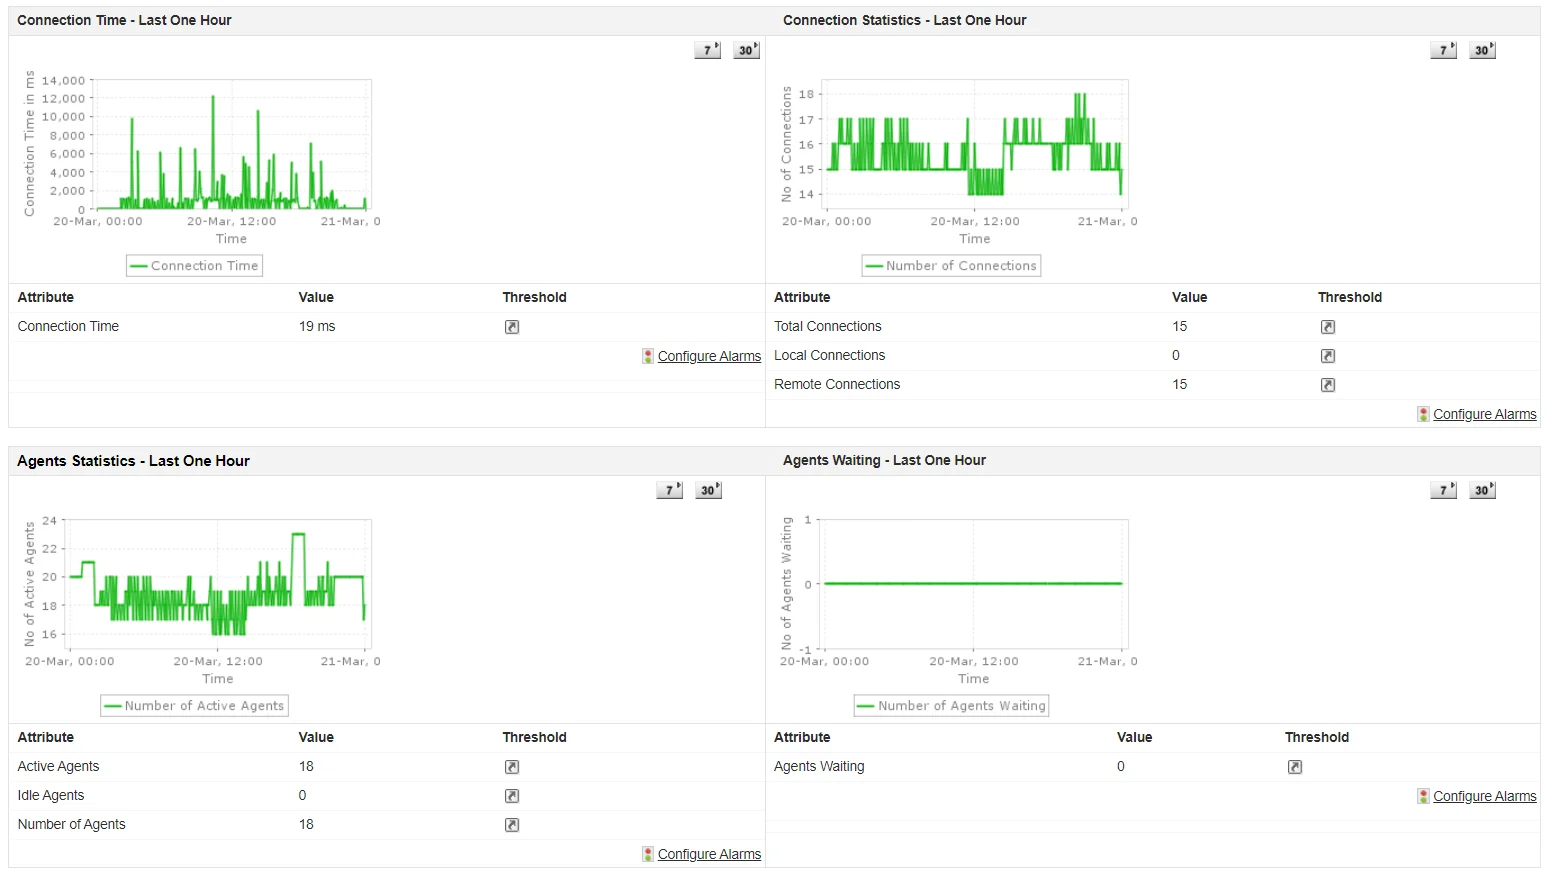 Connection Time - Last One Hour
7 30
Connection Time in ms
14,000
12,000
10,000
8,000
6,000
4,000
2,000
0
20-Mar, 00:00 20-Mar, 12:00 21-Mar, 0
Time
Connection Time
Attribute Value Threshold
Connection Time 19 ms
Configure Alarms
Connection Statistics - Last One Hour
7 30
No of Connections
18
17
16
15
14
20-Mar, 00:00 20-Mar, 12:00 21-Mar, 0
Time
Number of Connections
Attribute Value Threshold
Total Connections 15
Local Connections 0
Remote Connections 15
Configure Alarms
Agents Statistics - Last One Hour
7 30
No of Active Agents
24
22
20
18
16
20-Mar, 00:00 20-Mar, 12:00 21-Mar, 0
Time
Number of Active Agents
Attribute Value Threshold
Active Agents 18
Idle Agents 0
Number of Agents 18
Configure Alarms
Agents Waiting - Last One Hour
7 30
No of Agents Waiting
1
0
-1
20-Mar, 00:00 20-Mar, 12:00 21-Mar, 0
Time
Number of Agents Waiting
Attribute Value Threshold
Agents Waiting 0
Configure Alarms